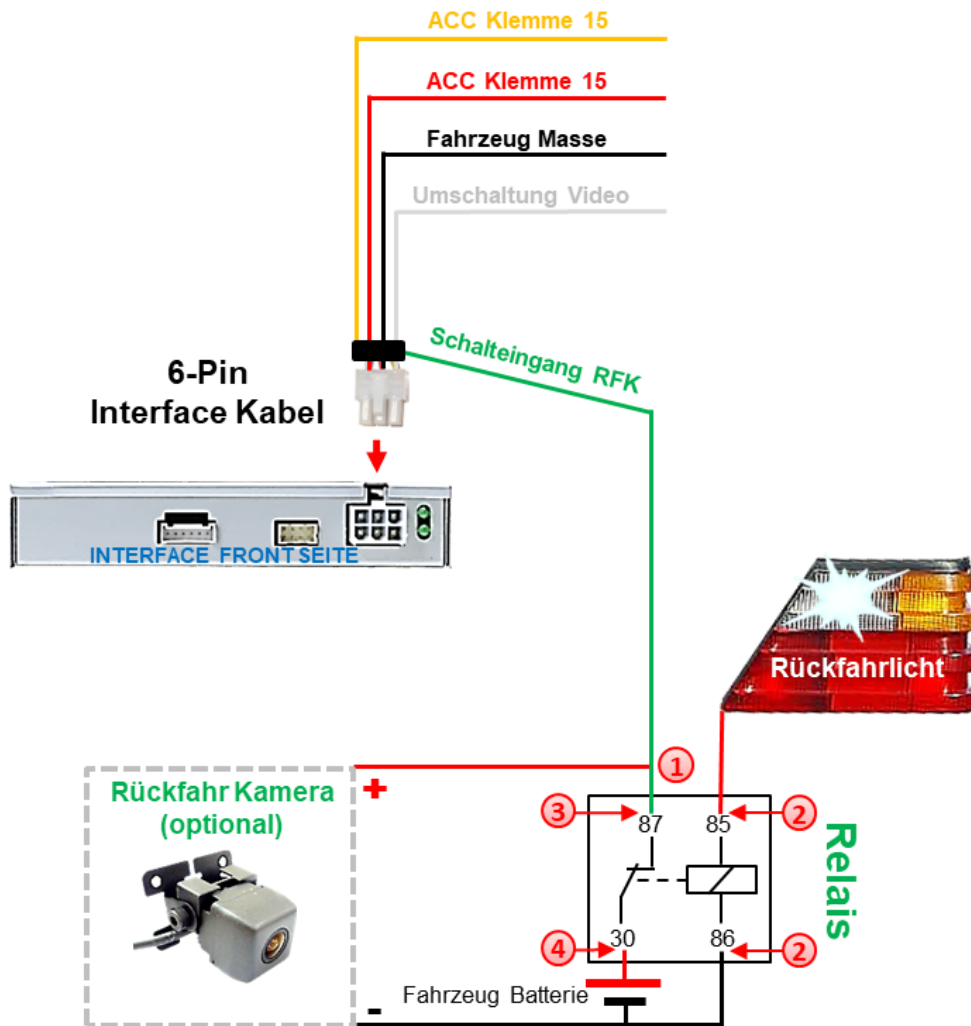 ACC Klemme 15
ACC Klemme 15
Fahrzeug Masse
Umschaltung Video
Schalteingang RFK
6-Pin
Interface Kabel
INTERFACE FRONT SEITE
Rückfahrlicht
1
+
Rückfahr Kamera
(optional)
3
2
87
85
Relais
4
30
86
2
Fahrzeug Batterie
-